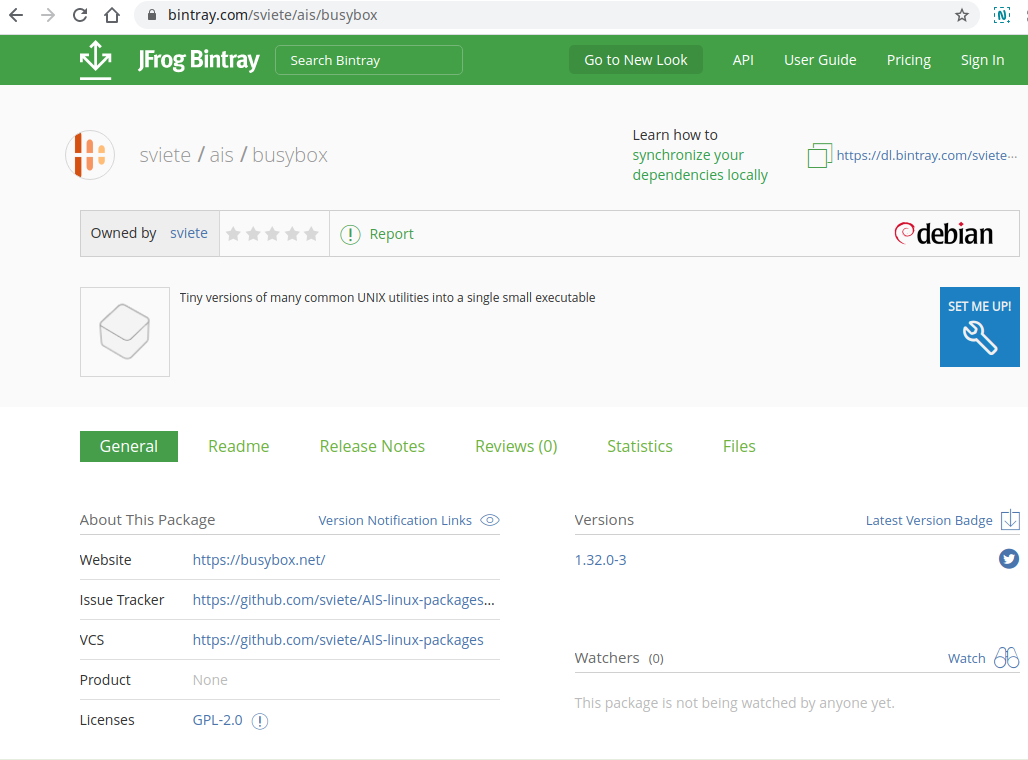 bintray.com/sviete/ais/busybox
JFrog Bintray Search Bintray Go to New Look API User Guide Pricing Sign In
sviete / ais / busybox
Learn how to
synchronize your
dependencies locally
https://dl.bintray.com/sviete...
Owned by sviete Report debian
Tiny versions of many common UNIX utilities into a single small executable
SET ME UP!
General Readme Release Notes Reviews (0) Statistics Files
About This Package Version Notification Links
Website https://busybox.net/
Issue Tracker https://github.com/sviete/AIS-linux-packages...
VCS https://github.com/sviete/AIS-linux-packages
Product None
Licenses GPL-2.0
Versions Latest Version Badge
1.32.0-3
Watchers (0) Watch
This package is not being watched by anyone yet.